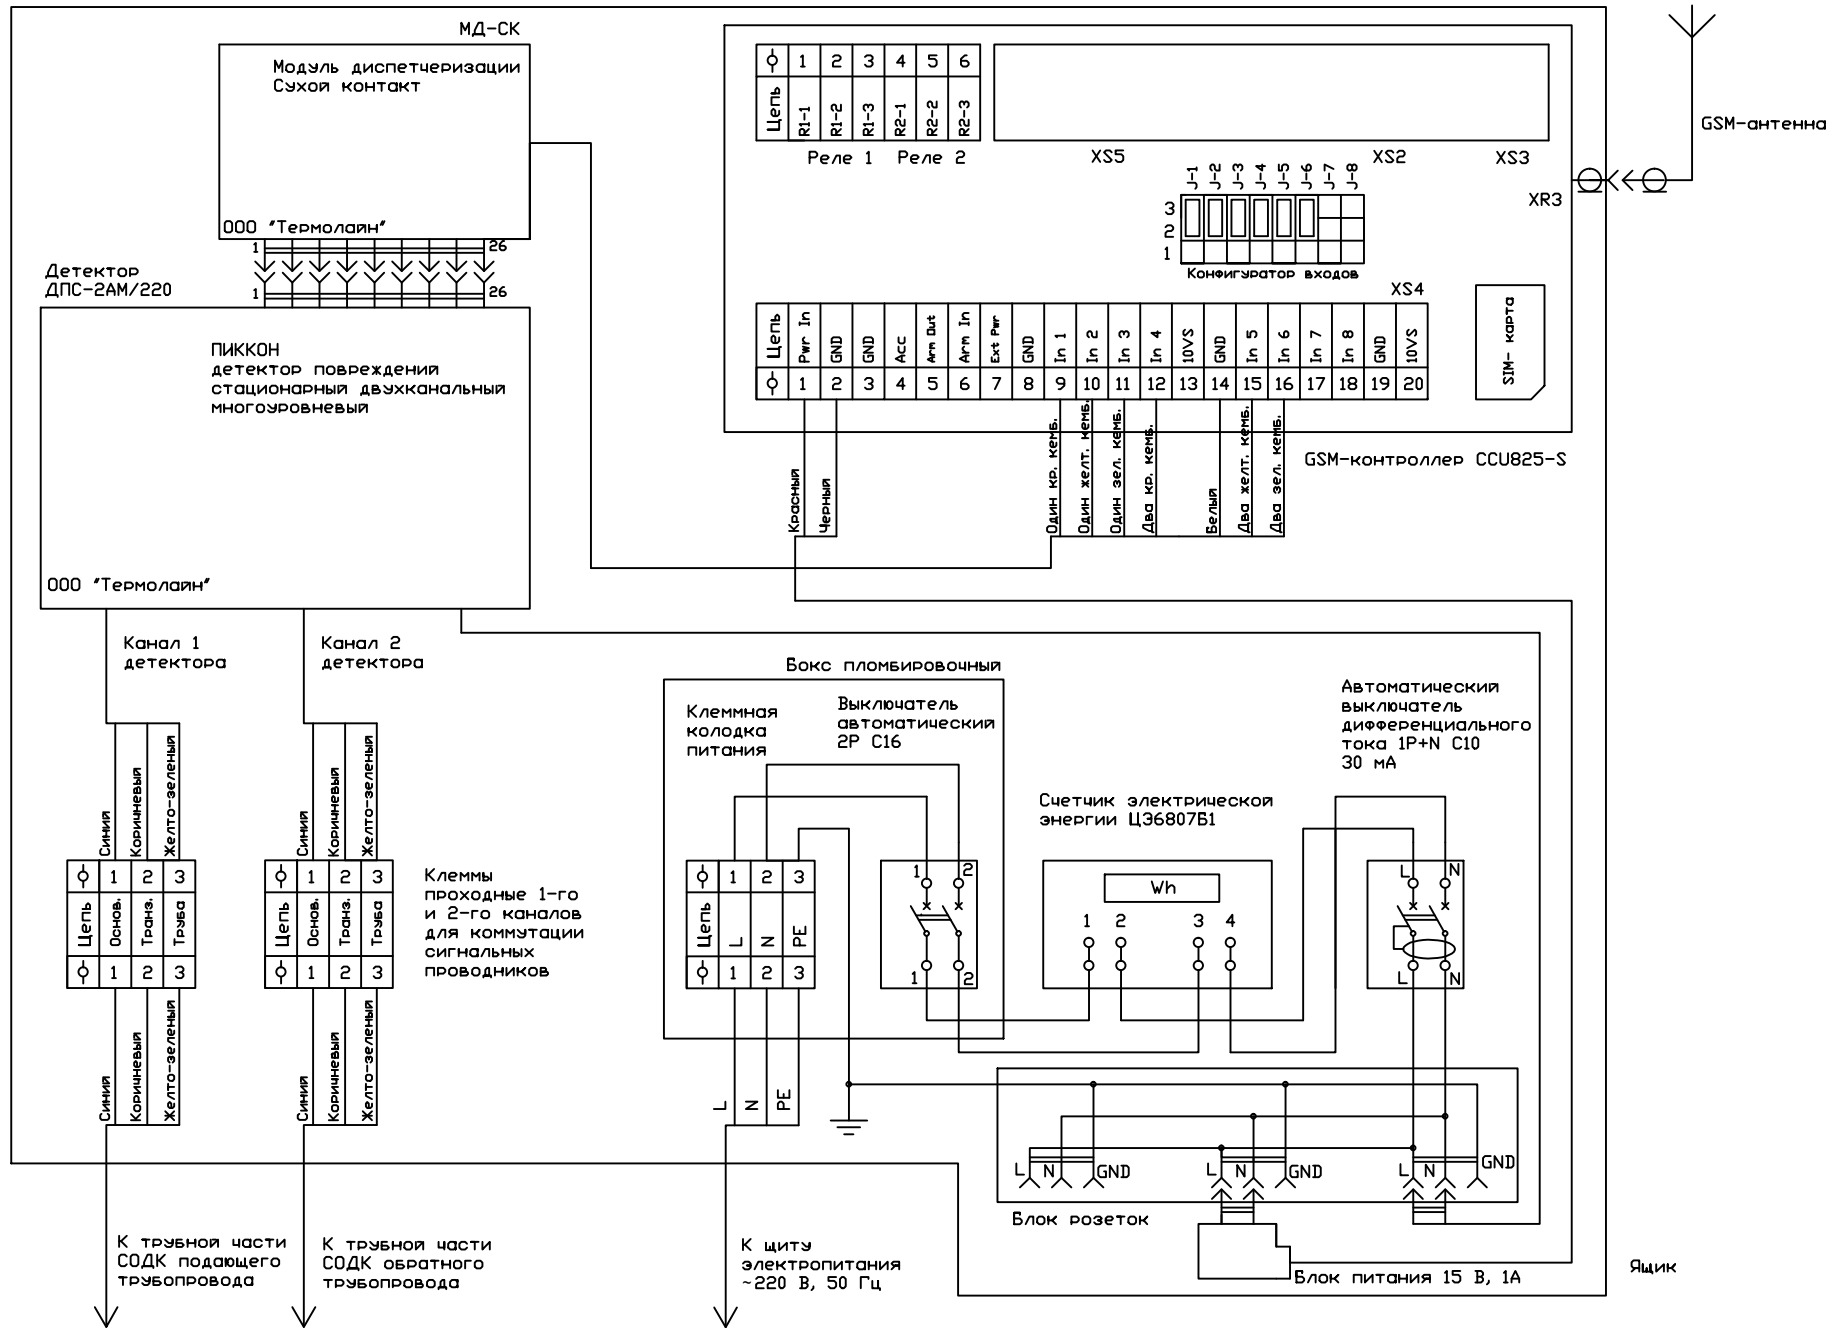 МД-СК
Модуль диспетчеризации
Сухой контакт
ООО "Термолайн"
1
26
1
26
Детектор
ДПС-2АМ/220
ПИККОН
детектор повреждений
стационарный двухканальный
многоуровневый
ООО "Термолайн"
Канал 1
детектора
Канал 2
детектора
Цепь
1 2 3 4 5 6
R1-1
R1-2
R1-3
R2-1
R2-2
R2-3
Реле 1
Реле 2
XS5
XS2
XS3
XR3
GSM-антенна
J-1
J-2
J-3
J-4
J-5
J-6
J-7
J-8
3
2
1
Конфигуратор входов
XS4
SIM- карта
Цепь
Pwr In
GND
GND
Acc
Arm Out
Arm In
Ext Pwr
GND
In 1
In 2
In 3
In 4
10VS
GND
In 5
In 6
In 7
In 8
GND
10VS
1 2 3 4 5 6 7 8 9 10 11 12 13 14 15 16 17 18 19 20
GSM-контроллер CCU825-S
Красный
Черный
Один кр. кемб.
Один желт. кемб.
Один зел. кемб.
Два кр. кемб.
Белый
Два желт. кемб.
Два зел. кемб.
Синий
Коричневый
Желто-зеленый
Синий
Коричневый
Желто-зеленый
1 2 3
Цепь
Основ.
Транз.
Труба
1 2 3
1 2 3
Цепь
Основ.
Транз.
Труба
1 2 3
Клеммы
проходные 1-го
и 2-го каналов
для коммутации
сигнальных
проводников
Синий
Коричневый
Желто-зеленый
Синий
Коричневый
Желто-зеленый
К трубной части
СОДК подающего
трубопровода
К трубной части
СОДК обратного
трубопровода
Бокс пломбировочный
Клеммная
колодка
питания
Выключатель
автоматический
2P C16
1 2 3
Цепь
L
N
PE
1 2 3
1 2
1 2
L
N
PE
К щиту
электропитания
~220 В, 50 Гц
Счетчик электрической
энергии ЦЭ6807Б1
Wh
1 2 3 4
Автоматический
выключатель
дифференциального
тока 1P+N C10
30 мА
L N
L N
L N GND
L N GND
L N GND
Блок розеток
Блок питания 15 В, 1А
Ящик